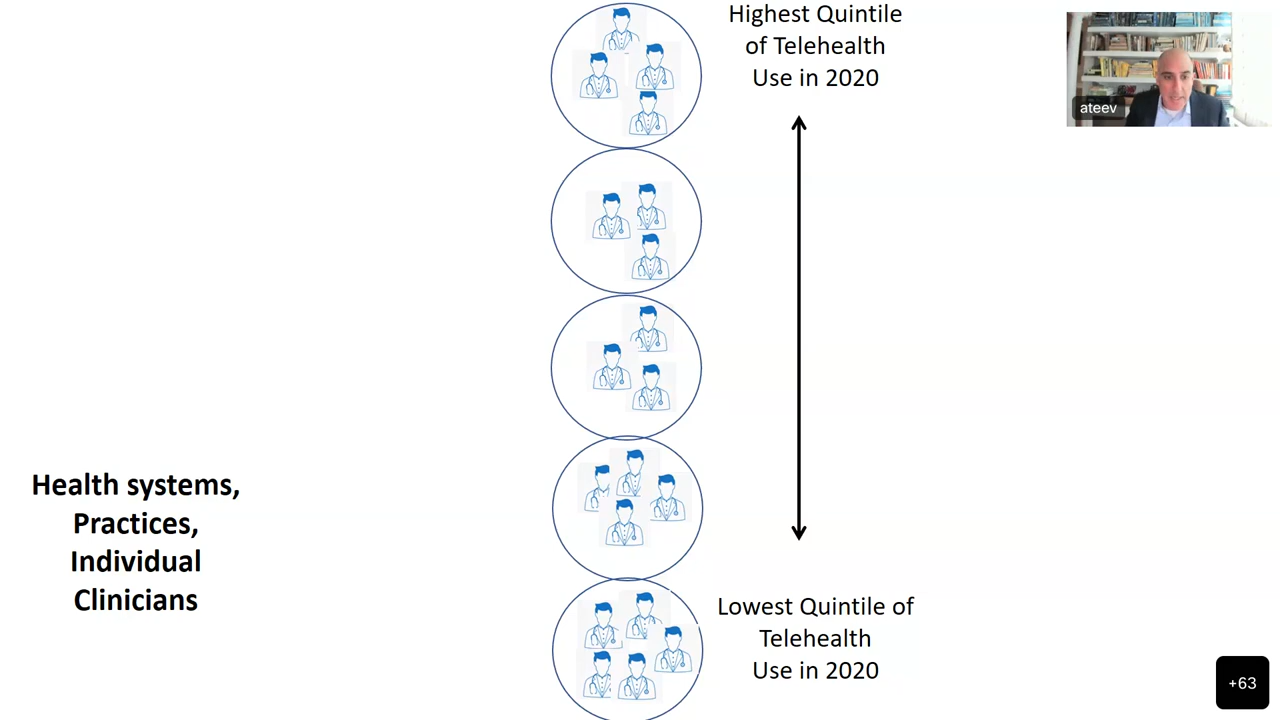 Highest Quintile
of Telehealth
Use in 2020
ateev
Health systems,
Practices,
Individual
Clinicians
Lowest Quintile of
Telehealth
Use in 2020
+63